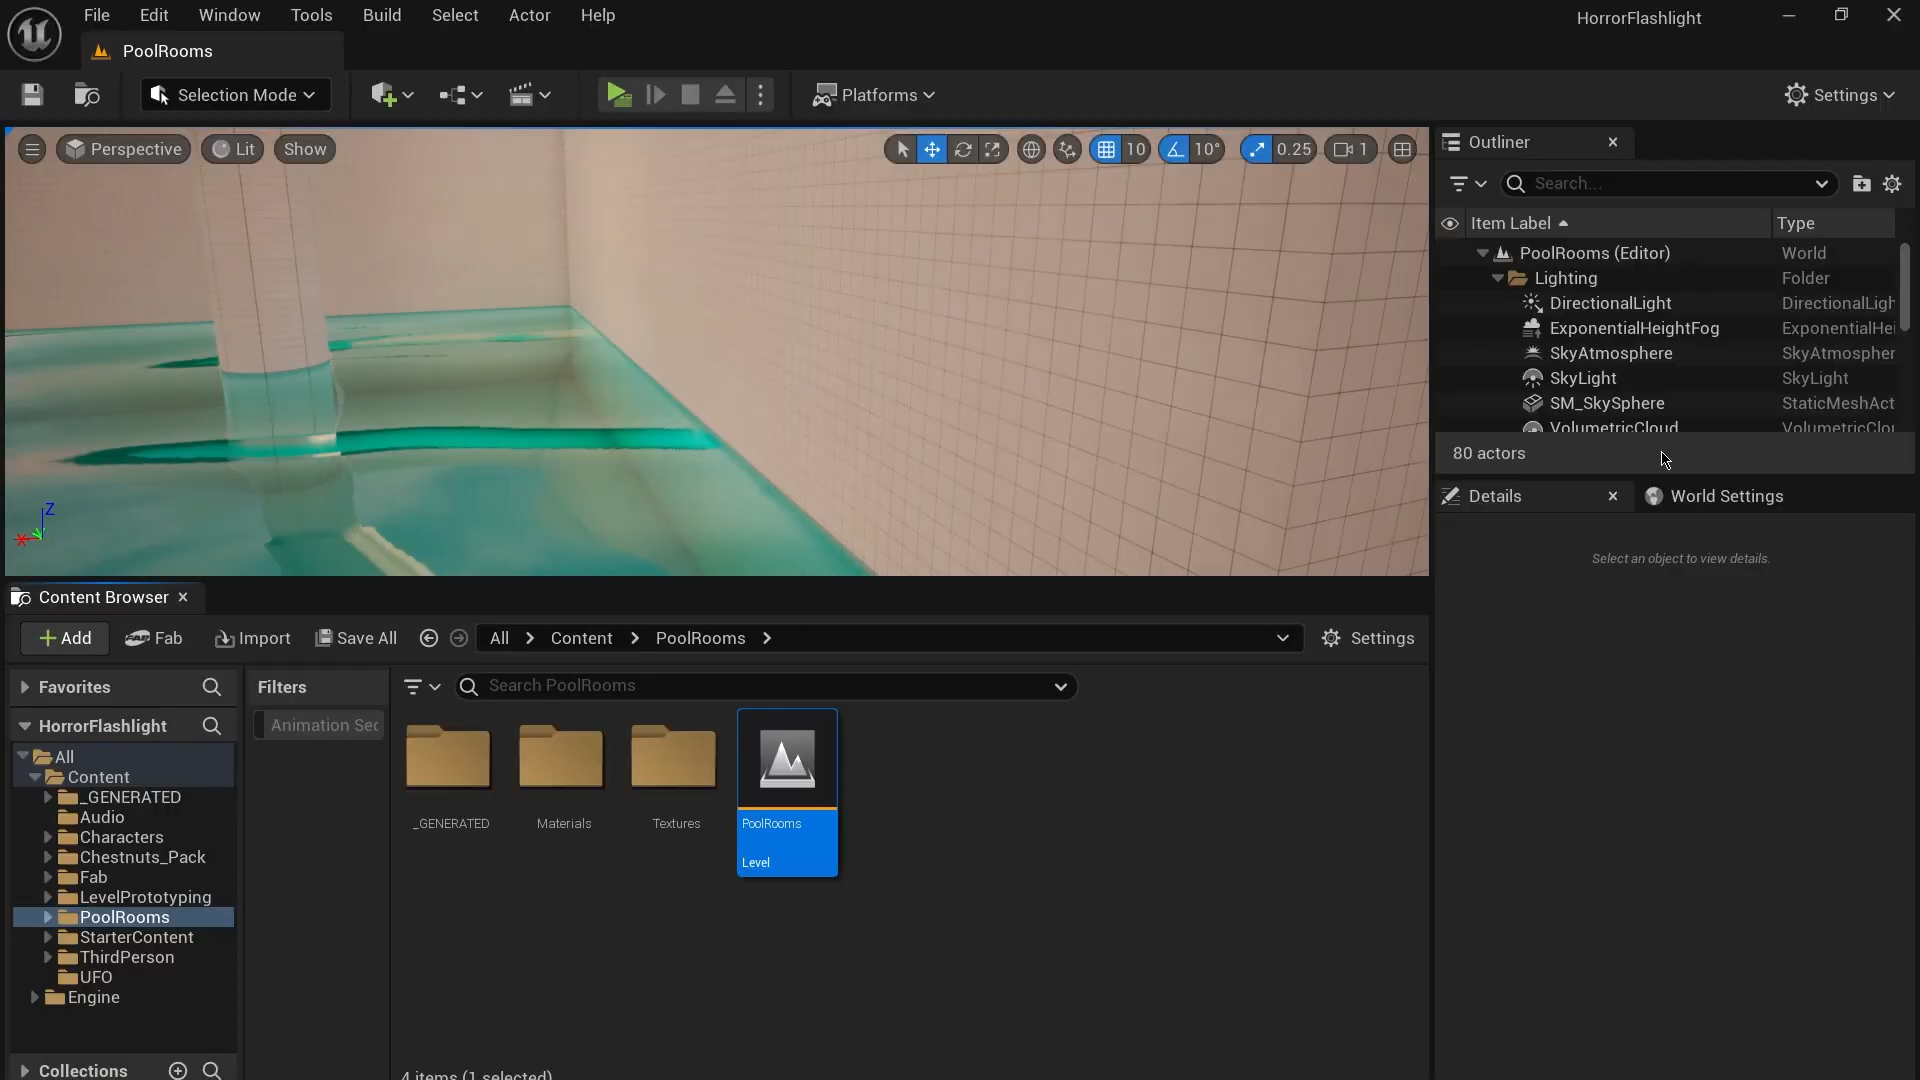 File Edit Window Tools Build Select Actor Help
HorrorFlashlight
PoolRooms
Selection Mode
Platforms
Settings
Perspective Lit Show
10 10° 0.25 1
Z
X
Outliner
Search...
Item Label Type
PoolRooms (Editor) World
Lighting Folder
DirectionalLight DirectionalLigh
ExponentialHeightFog ExponentialHei
SkyAtmosphere SkyAtmospher
SkyLight SkyLight
SM_SkySphere StaticMeshAct
VolumetricCloud VolumetricClou
80 actors
Details World Settings
Select an object to view details.
Content Browser
Add Fab Import Save All All Content PoolRooms Settings
Favorites
Filters
Search PoolRooms
HorrorFlashlight
Animation Sec
All
Content
_GENERATED
Audio
Characters
Chestnuts_Pack
Fab
LevelPrototyping
PoolRooms
StarterContent
ThirdPerson
UFO
Engine
Collections
_GENERATED Materials Textures PoolRooms
Level
4 items (1 selected)